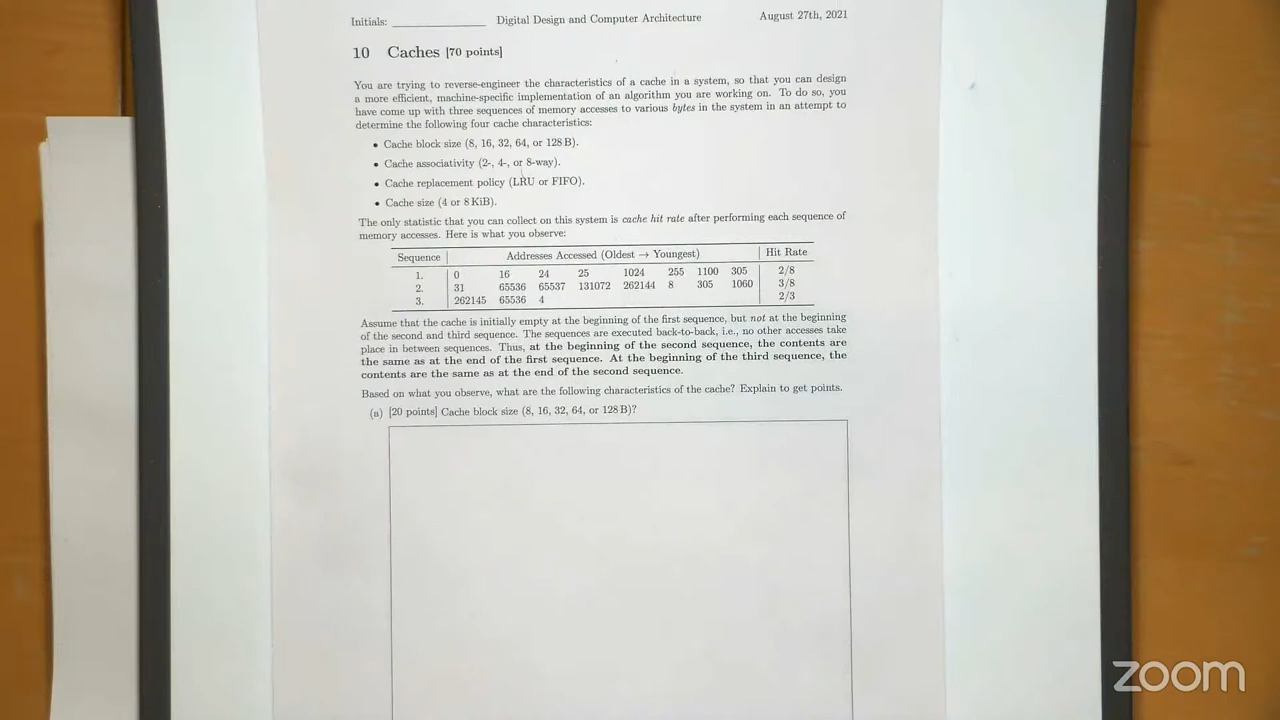 Initials: ____________ Digital Design and Computer Architecture August 27th, 2021
10 Caches [70 points]
You are trying to reverse-engineer the characteristics of a cache in a system, so that you can design
a more efficient, machine-specific implementation of an algorithm you are working on. To do so, you
have come up with three sequences of memory accesses to various bytes in the system in an attempt to
determine the following four cache characteristics:
• Cache block size (8, 16, 32, 64, or 128 B).
• Cache associativity (2-, 4-, or 8-way).
• Cache replacement policy (LRU or FIFO).
• Cache size (4 or 8 KiB).
The only statistic that you can collect on this system is cache hit rate after performing each sequence of
memory accesses. Here is what you observe:
Sequence Addresses Accessed (Oldest → Youngest) Hit Rate
1. 0 16 24 25 1024 255 1100 305 2/8
2. 31 65536 65537 131072 262144 8 305 1060 3/8
3. 262145 65536 4 2/3
Assume that the cache is initially empty at the beginning of the first sequence, but not at the beginning
of the second and third sequence. The sequences are executed back-to-back, i.e., no other accesses take
place in between sequences. Thus, at the beginning of the second sequence, the contents are
the same as at the end of the first sequence. At the beginning of the third sequence, the
contents are the same as at the end of the second sequence.
Based on what you observe, what are the following characteristics of the cache? Explain to get points.
(a) [20 points] Cache block size (8, 16, 32, 64, or 128 B)?
zoom